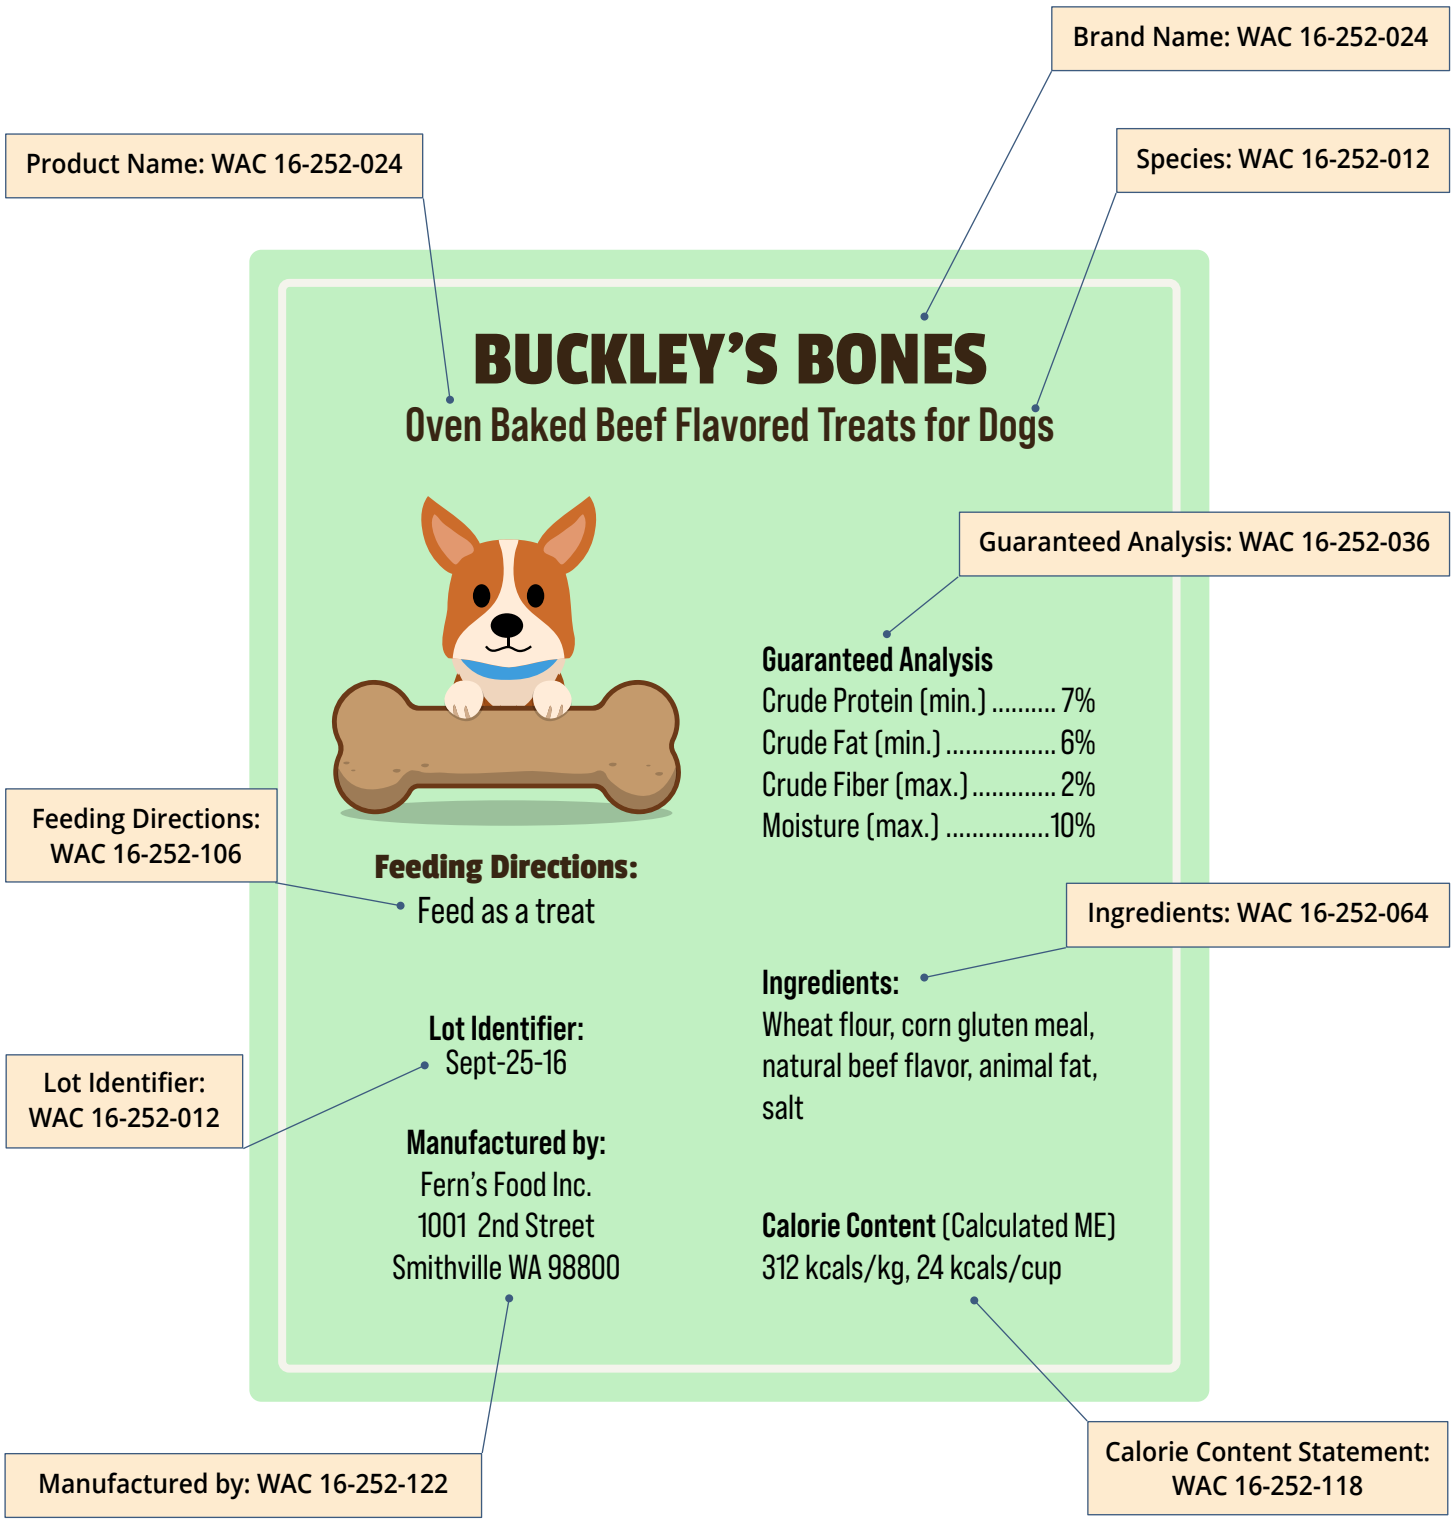 Brand Name: WAC 16-252-024
Product Name: WAC 16-252-024
Species: WAC 16-252-012
BUCKLEY’S BONES
Oven Baked Beef Flavored Treats for Dogs
Guaranteed Analysis: WAC 16-252-036
Guaranteed Analysis
Crude Protein (min.) .......... 7%
Crude Fat (min.) ................. 6%
Crude Fiber (max.) ............. 2%
Moisture (max.) ................10%
Feeding Directions:
WAC 16-252-106
Feeding Directions:
Feed as a treat
Ingredients: WAC 16-252-064
Ingredients:
Wheat flour, corn gluten meal,
natural beef flavor, animal fat,
salt
Lot Identifier:
Sept-25-16
Lot Identifier:
WAC 16-252-012
Manufactured by:
Fern’s Food Inc.
1001 2nd Street
Smithville WA 98800
Calorie Content (Calculated ME)
312 kcals/kg, 24 kcals/cup
Manufactured by: WAC 16-252-122
Calorie Content Statement:
WAC 16-252-118